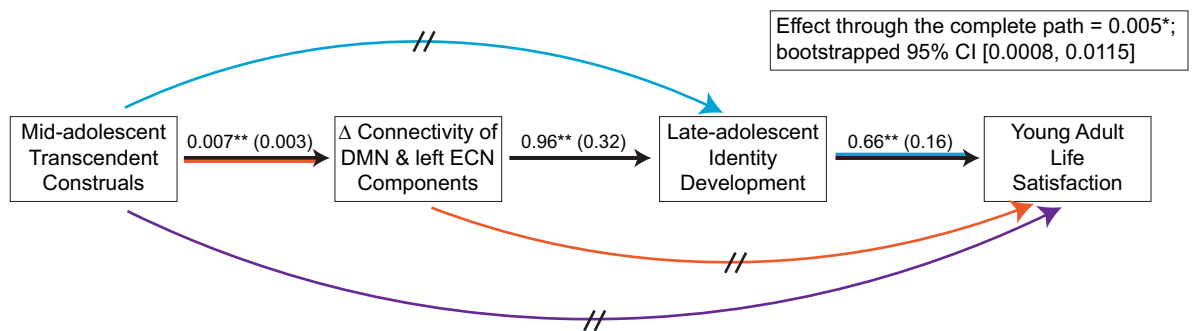 Effect through the complete path = 0.005*;
bootstrapped 95% CI [0.0008, 0.0115]
Mid-adolescent
Transcendent
Construals
0.007** (0.003)
Δ Connectivity of
DMN & left ECN
Components
0.96** (0.32)
Late-adolescent
Identity
Development
0.66** (0.16)
Young Adult
Life
Satisfaction